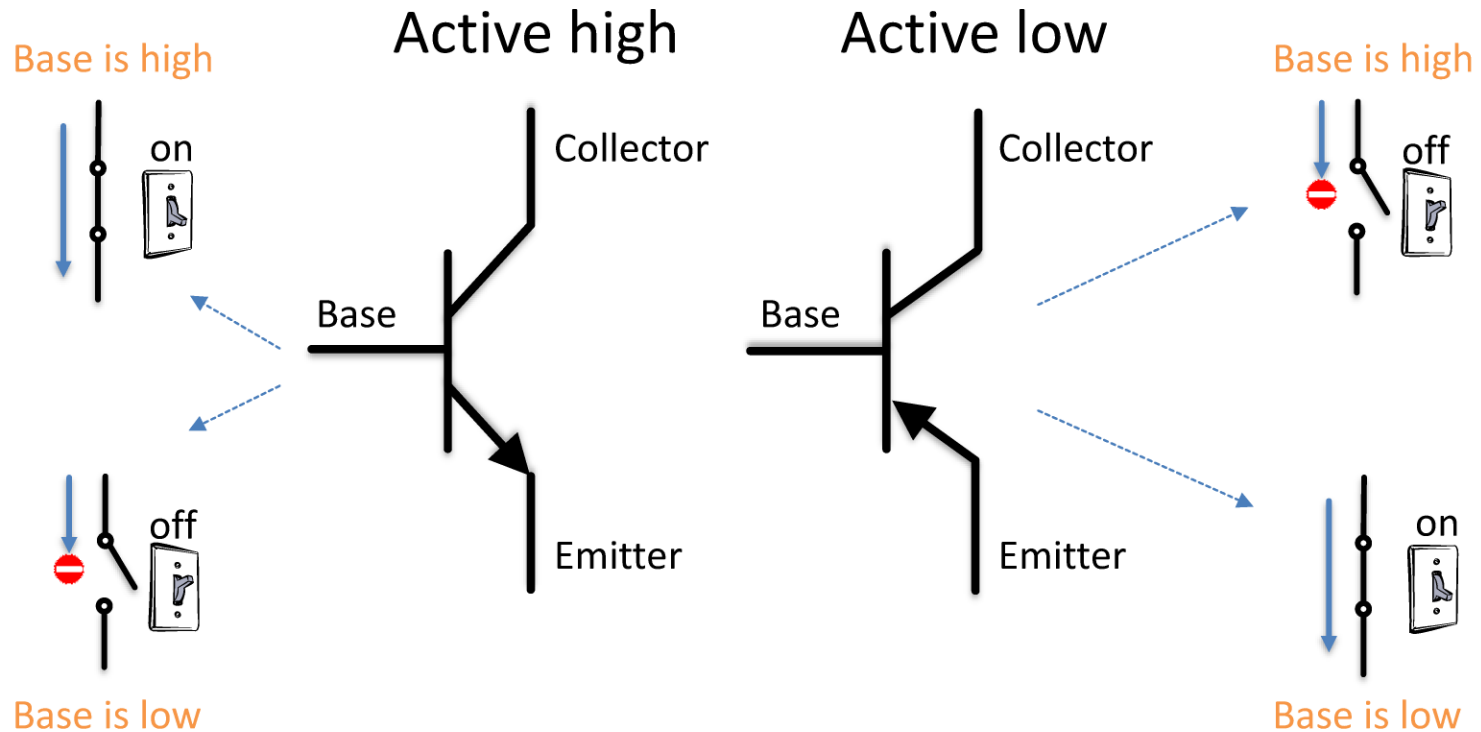 Active high
Active low
Base is high
on
Base is low
off
Collector
Base
Emitter
Collector
Base
Emitter
Base is high
off
on
Base is low